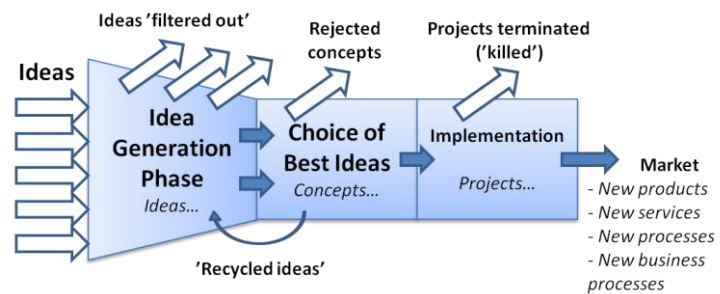 Ideas 'filtered out'
Rejected
concepts
Projects terminated
('killed')
Ideas
Idea
Generation
Phase
Ideas...
Choice of
Best Ideas
Concepts...
Implementation
Projects...
Market
- New products
- New services
- New processes
- New business
processes
'Recycled ideas'